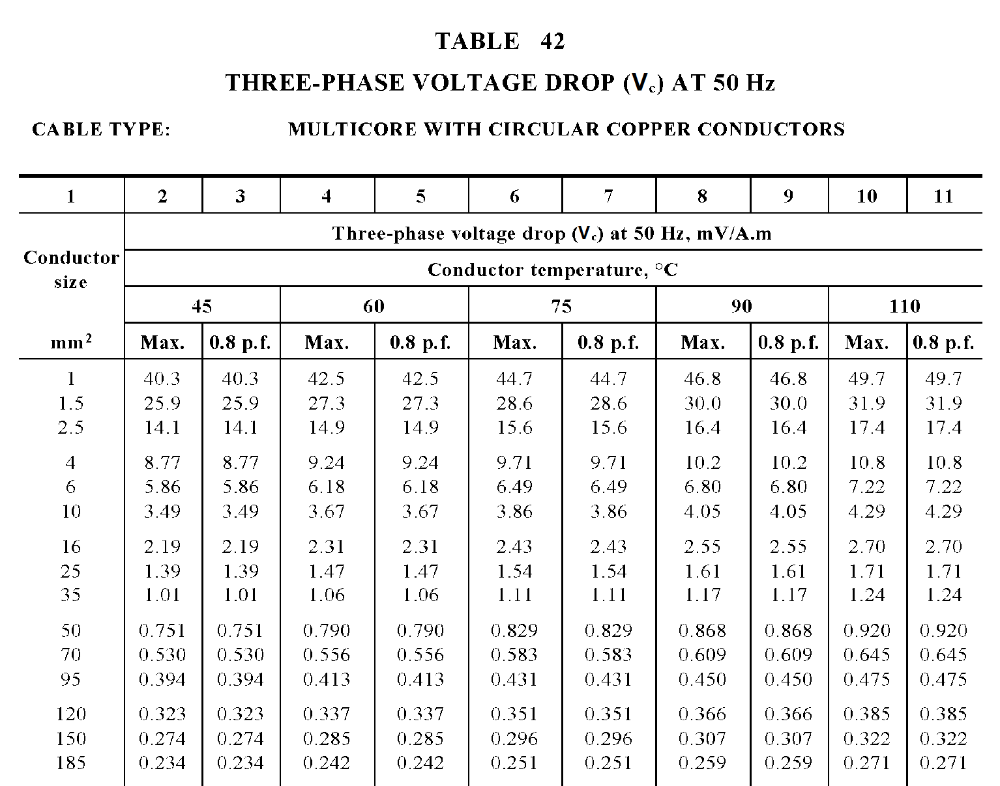 TABLE 42
THREE-PHASE VOLTAGE DROP (Vc) AT 50 Hz
CABLE TYPE: MULTICORE WITH CIRCULAR COPPER CONDUCTORS
1 2 3 4 5 6 7 8 9 10 11
Three-phase voltage drop (Vc) at 50 Hz, mV/A.m
Conductor
size
Conductor temperature, °C
45 60 75 90 110
mm² Max. 0.8 p.f. Max. 0.8 p.f. Max. 0.8 p.f. Max. 0.8 p.f. Max. 0.8 p.f.
1 40.3 40.3 42.5 42.5 44.7 44.7 46.8 46.8 49.7 49.7
1.5 25.9 25.9 27.3 27.3 28.6 28.6 30.0 30.0 31.9 31.9
2.5 14.1 14.1 14.9 14.9 15.6 15.6 16.4 16.4 17.4 17.4
4 8.77 8.77 9.24 9.24 9.71 9.71 10.2 10.2 10.8 10.8
6 5.86 5.86 6.18 6.18 6.49 6.49 6.80 6.80 7.22 7.22
10 3.49 3.49 3.67 3.67 3.86 3.86 4.05 4.05 4.29 4.29
16 2.19 2.19 2.31 2.31 2.43 2.43 2.55 2.55 2.70 2.70
25 1.39 1.39 1.47 1.47 1.54 1.54 1.61 1.61 1.71 1.71
35 1.01 1.01 1.06 1.06 1.11 1.11 1.17 1.17 1.24 1.24
50 0.751 0.751 0.790 0.790 0.829 0.829 0.868 0.868 0.920 0.920
70 0.530 0.530 0.556 0.556 0.583 0.583 0.609 0.609 0.645 0.645
95 0.394 0.394 0.413 0.413 0.431 0.431 0.450 0.450 0.475 0.475
120 0.323 0.323 0.337 0.337 0.351 0.351 0.366 0.366 0.385 0.385
150 0.274 0.274 0.285 0.285 0.296 0.296 0.307 0.307 0.322 0.322
185 0.234 0.234 0.242 0.242 0.251 0.251 0.259 0.259 0.271 0.271